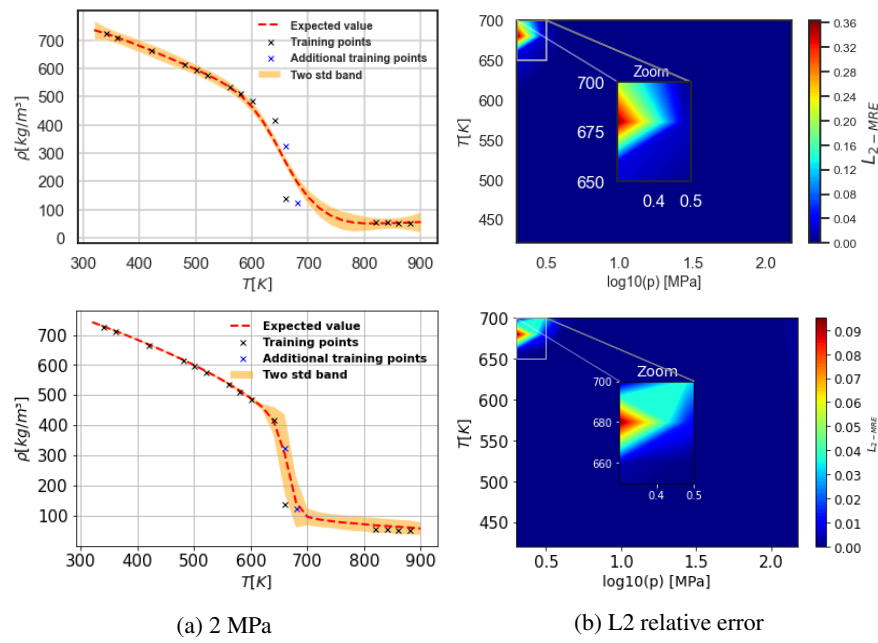 Expected value
Training points
Additional training points
Two std band
700
600
500
400
300
200
100
0
ρ[kg/m³]
300 400 500 600 700 800 900
T[K]
700
650
600
550
500
450
T[K]
Zoom
700
675
650
0.4 0.5
0.5 1.0 1.5 2.0
log10(p) [MPa]
0.36
0.32
0.28
0.24
0.20
0.16
0.12
0.08
0.04
0.00
L2−MRE
Expected value
Training points
Additional training points
Two std band
700
600
500
400
300
200
100
ρ[kg/m³]
300 400 500 600 700 800 900
T[K]
700
650
600
550
500
450
T[K]
Zoom
700
680
660
0.4 0.5
0.5 1.0 1.5 2.0
log10(p) [MPa]
0.09
0.08
0.07
0.06
0.05
0.04
0.03
0.02
0.01
0.00
L2−MRE
(a) 2 MPa
(b) L2 relative error